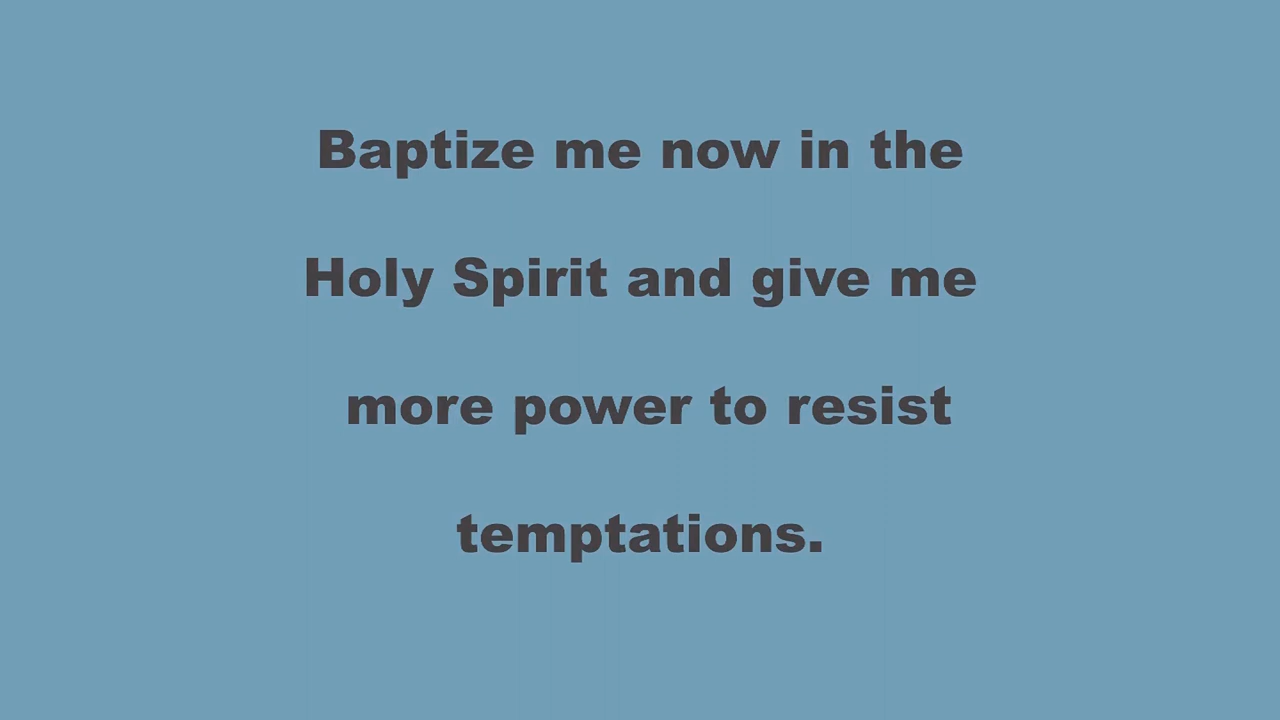 Baptize me now in the
Holy Spirit and give me
more power to resist
temptations.